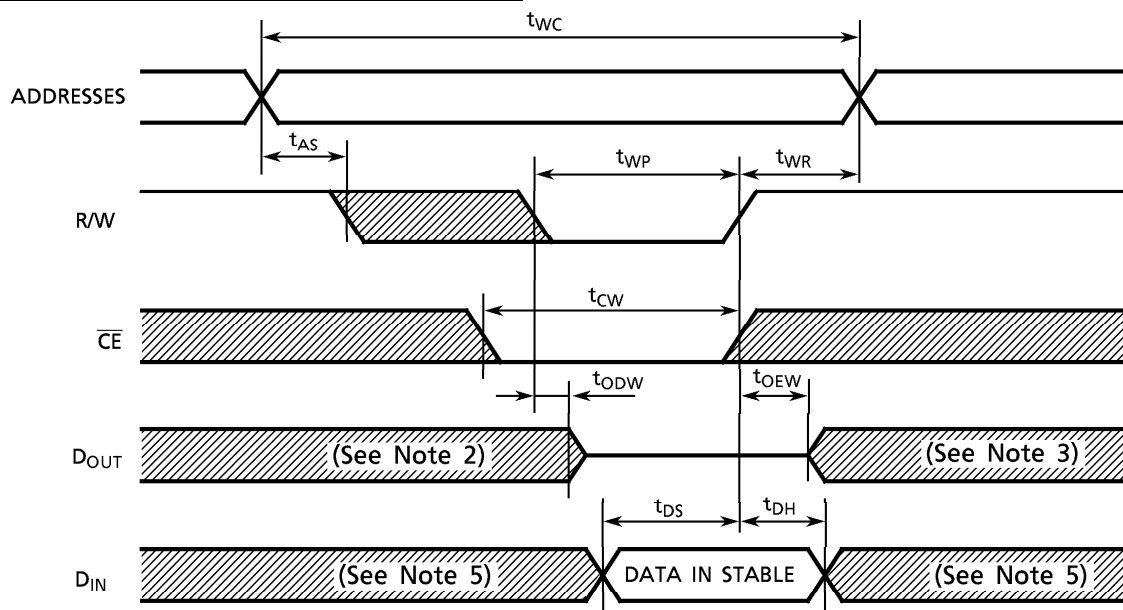 tWC
ADDRESSES
tAS
tWP
tWR
R/W
tCW
CE
tODW
tOEW
DOUT
(See Note 2)
(See Note 3)
tDS
tDH
DIN
(See Note 5)
DATA IN STABLE
(See Note 5)